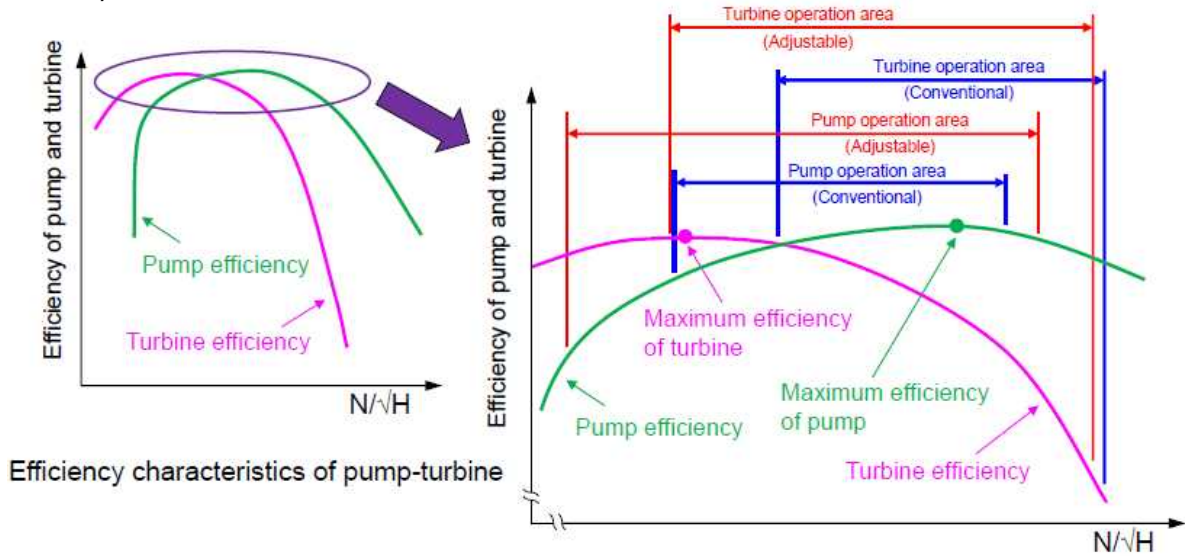 Efficiency of pump and turbine
Pump efficiency
Turbine efficiency
N/√H
Efficiency characteristics of pump-turbine
Turbine operation area
(Adjustable)
Turbine operation area
(Conventional)
Pump operation area
(Adjustable)
Pump operation area
(Conventional)
Efficiency of pump and turbine
Maximum efficiency
of turbine
Maximum efficiency
of pump
Pump efficiency
Turbine efficiency
N/√H